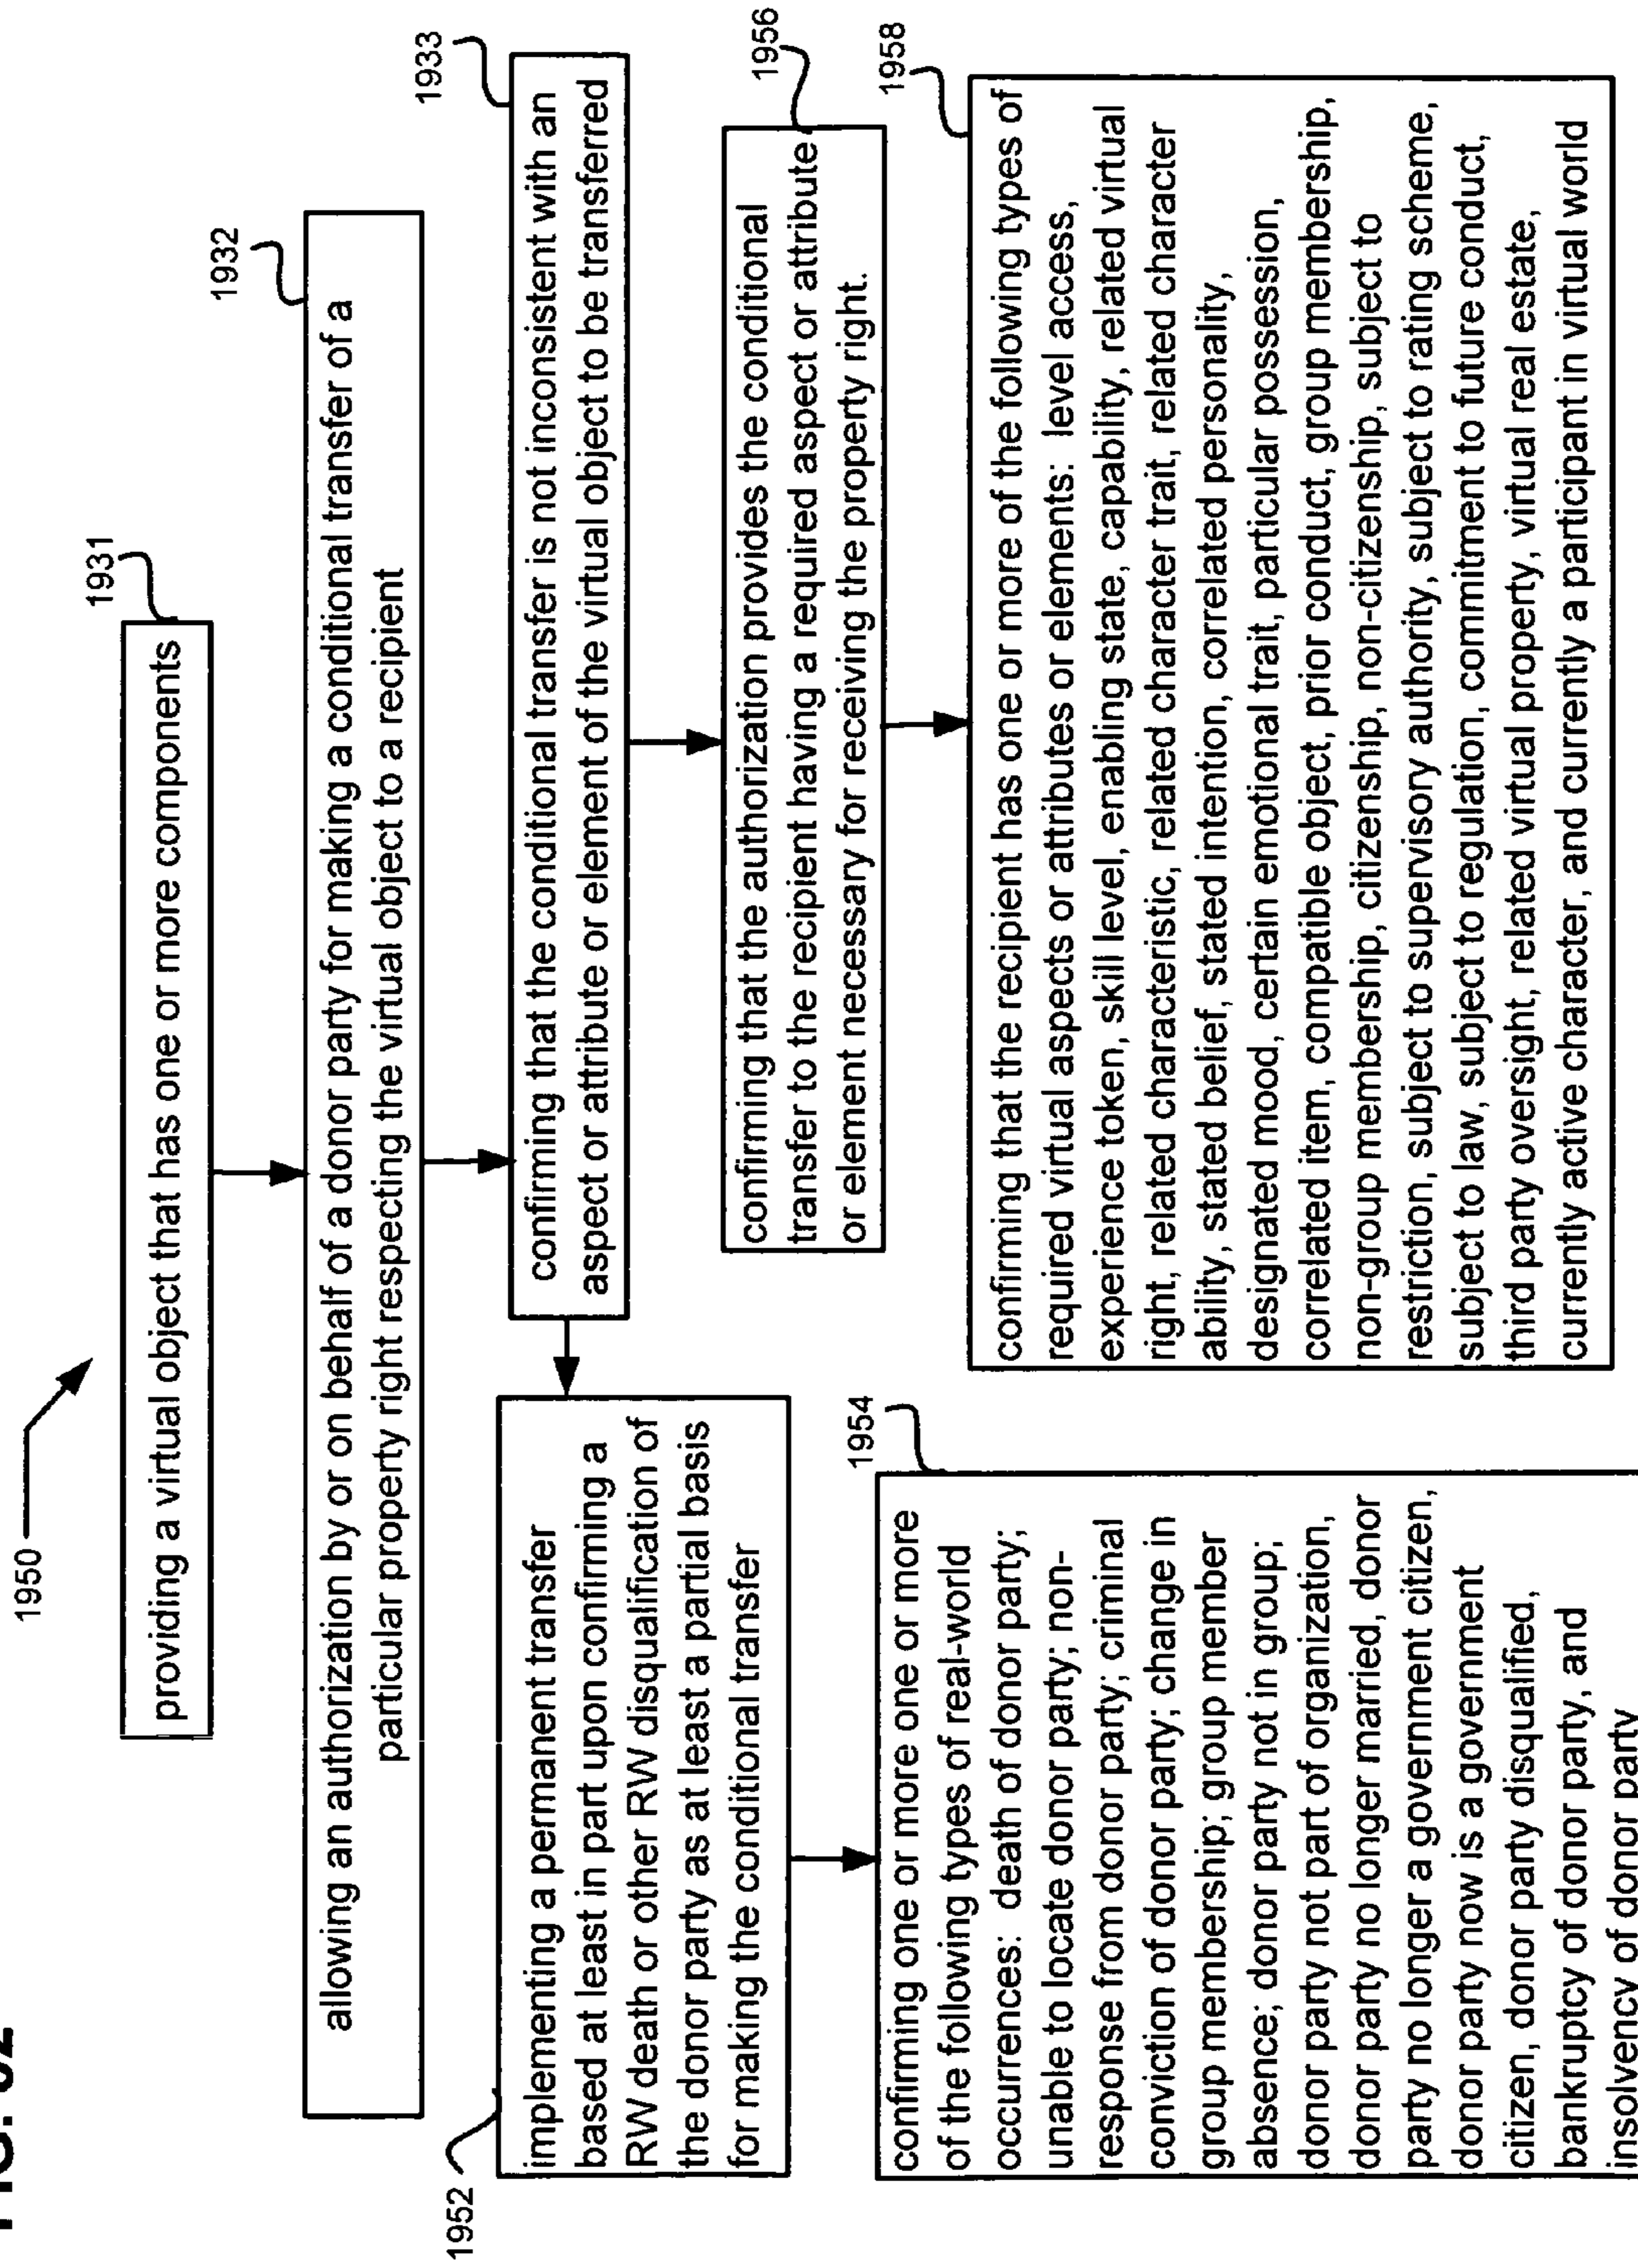 1950
1931
providing a virtual object that has one or more components
1932
allowing an authorization by or on behalf of a donor party for making a conditional transfer of a
particular property right respecting the virtual object to a recipient
1933
confirming that the conditional transfer is not inconsistent with an
aspect or attribute or element of the virtual object to be transferred
1952
implementing a permanent transfer
based at least in part upon confirming a
RW death or other RW disqualification of
the donor party as at least a partial basis
for making the conditional transfer
1956
confirming that the authorization provides the conditional
transfer to the recipient having a required aspect or attribute
or element necessary for receiving the property right.
1954
confirming one or more one or more
of the following types of real-world
occurrences: death of donor party;
unable to locate donor party; non-
response from donor party; criminal
conviction of donor party; change in
group membership; group member
absence; donor party not in group;
donor party not part of organization,
donor party no longer married, donor
party no longer a government citizen,
donor party now is a government
citizen, donor party disqualified,
bankruptcy of donor party, and
insolvency of donor party
1958
confirming that the recipient has one or more of the following types of
required virtual aspects or attributes or elements: level access,
experience token, skill level, enabling state, capability, related virtual
right, related characteristic, related character trait, related character
ability, stated belief, stated intention, correlated personality,
designated mood, certain emotional trait, particular possession,
correlated item, compatible object, prior conduct, group membership,
non-group membership, citizenship, non-citizenship, subject to
restriction, subject to supervisory authority, subject to rating scheme,
subject to law, subject to regulation, commitment to future conduct,
third party oversight, related virtual property, virtual real estate,
currently active character, and currently a participant in virtual world